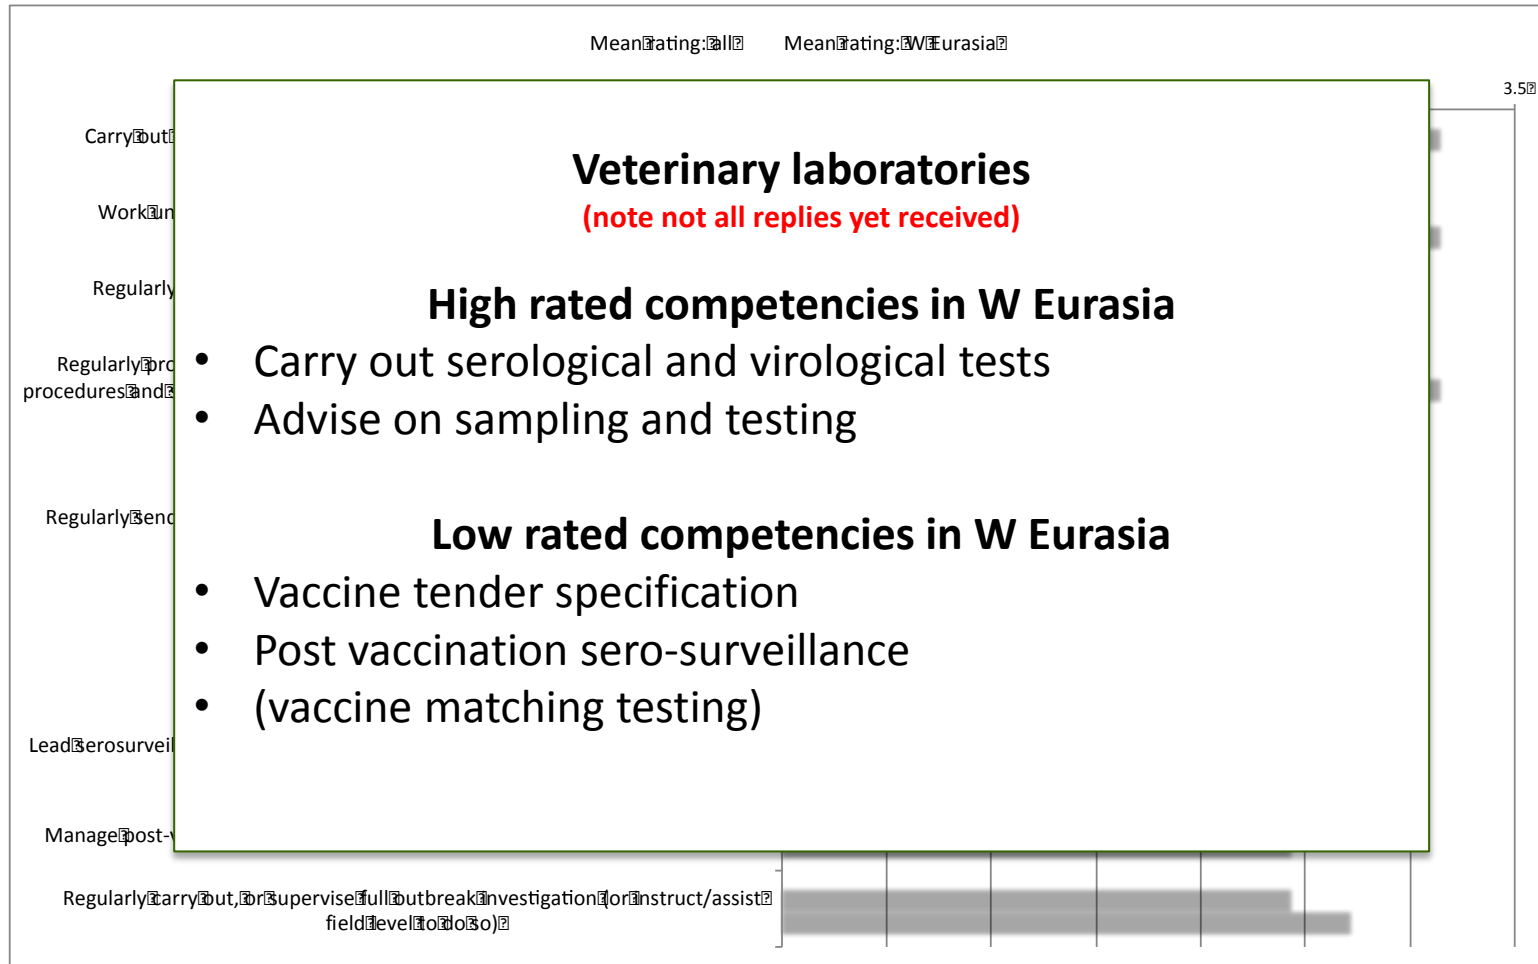 Mean rating: all Mean rating: W Eurasia
3.5
Carry out
Work un
Regularly
Regularly pro
procedures and s
Regularly send
Lead serosurveil
Manage post-v
Veterinary laboratories
(note not all replies yet received)
High rated competencies in W Eurasia
• Carry out serological and virological tests
• Advise on sampling and testing
Low rated competencies in W Eurasia
• Vaccine tender specification
• Post vaccination sero-surveillance
• (vaccine matching testing)
Regularly carry out, or supervise full outbreak investigation (or instruct/assist
field level to do so)